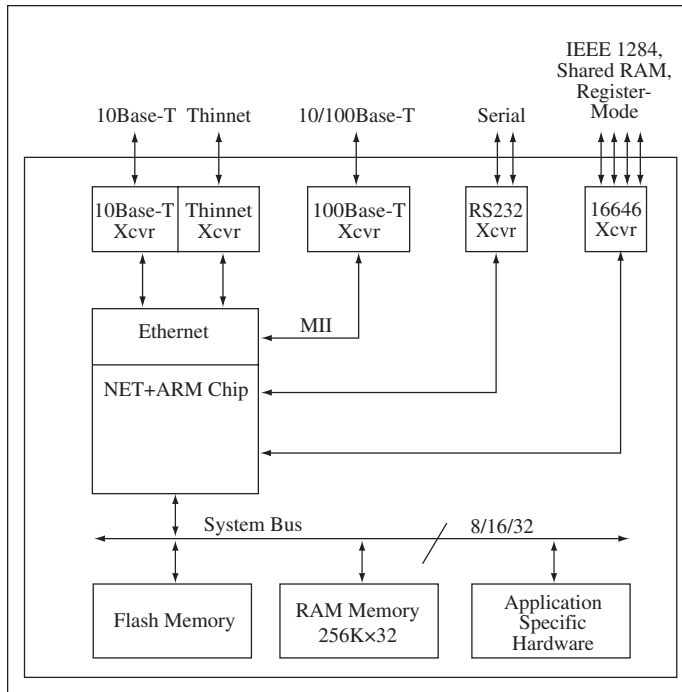 IEEE 1284,
Shared RAM,
Register-
Mode
10Base-T Thinnet
10/100Base-T
Serial
10Base-T
Xcvr
Thinnet
Xcvr
100Base-T
Xcvr
RS232
Xcvr
16646
Xcvr
Ethernet
MII
NET+ARM Chip
System Bus
8/16/32
Flash Memory
RAM Memory
256K×32
Application
Specific
Hardware